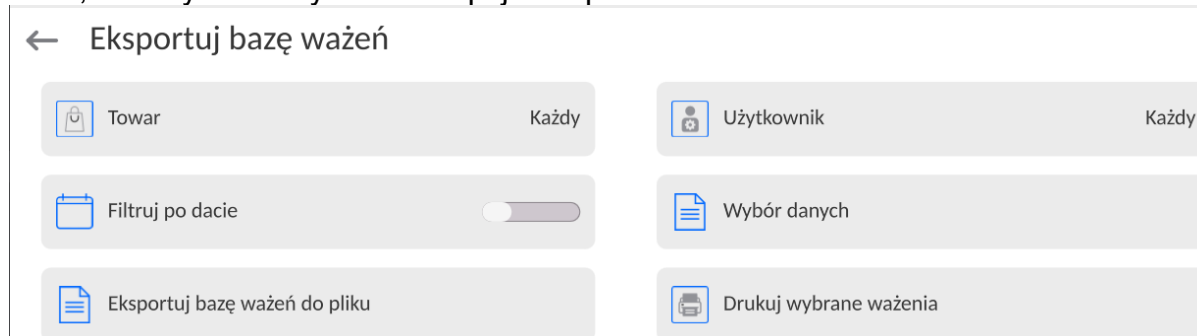 Eksportuj bazę ważeń
Towar Każdy
Użytkownik Każdy
Filtruj po dacie
Wybór danych
Eksportuj bazę ważeń do pliku
Drukuj wybrane ważenia